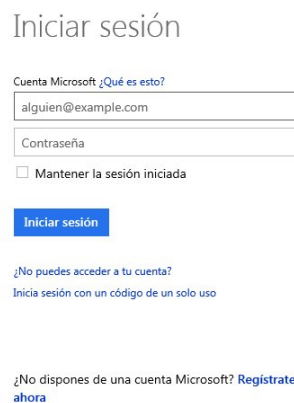 Iniciar sesión
Cuenta Microsoft ¿Qué es esto?
alguien@example.com
Contraseña
Mantener la sesión iniciada
Iniciar sesión
¿No puedes acceder a tu cuenta?
Inicia sesión con un código de un solo uso
¿No dispones de una cuenta Microsoft? Regístrate
ahora